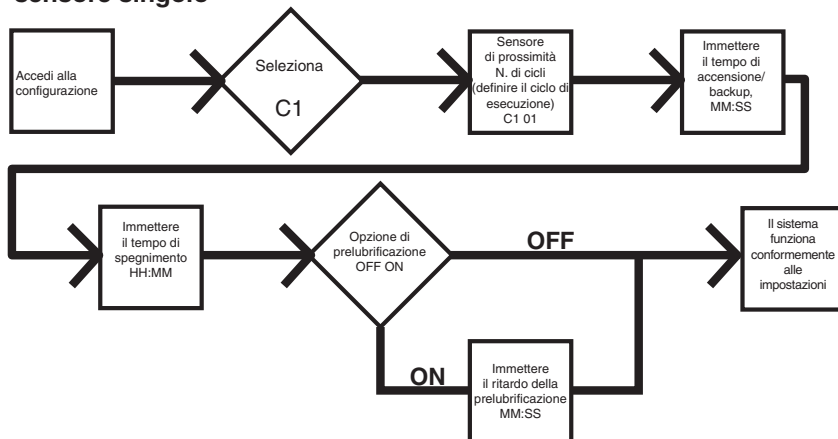 sensore singolo
Accedi alla
configurazione
Seleziona
C1
Sensore
di prossimità
N. di cicli
(definire il ciclo di
esecuzione)
C1 01
Immettere
il tempo di
accensione/
backup,
MM:SS
Immettere
il tempo di
spegnimento
HH:MM
Opzione di
prelubrificazione
OFF ON
OFF
Il sistema
funziona
conformemente
alle
impostazioni
ON
Immettere
il ritardo della
prelubrificazione
MM:SS